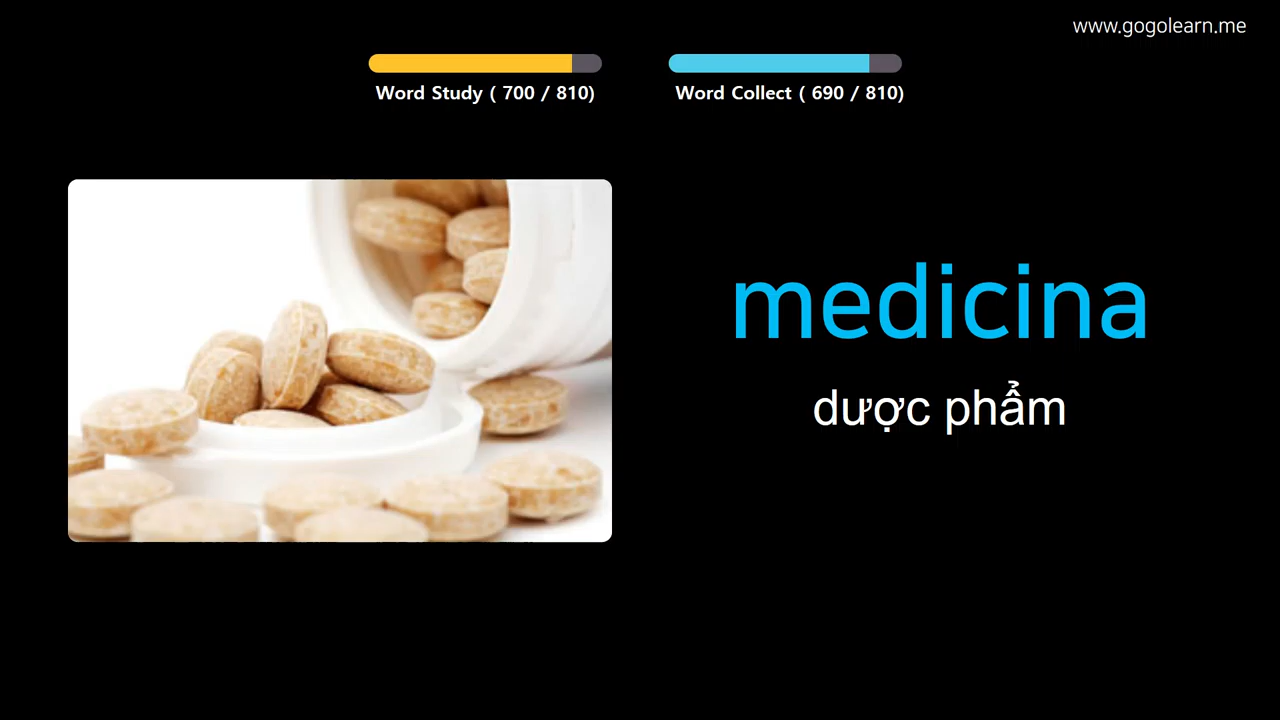 www.gogolearn.me
Word Study ( 700 / 810)
Word Collect ( 690 / 810)
medicina
dược phẩm